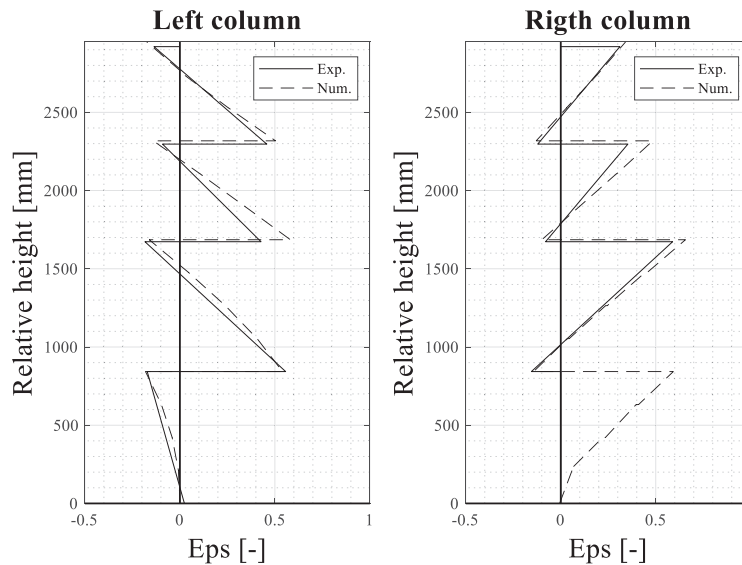 Left column
Relative height [mm]
2500
2000
1500
1000
500
0
-0.5
0
0.5
1
Eps [-]
Exp.
Num.
Rigth column
Relative height [mm]
2500
2000
1500
1000
500
0
-0.5
0
0.5
Eps [-]
Exp.
Num.